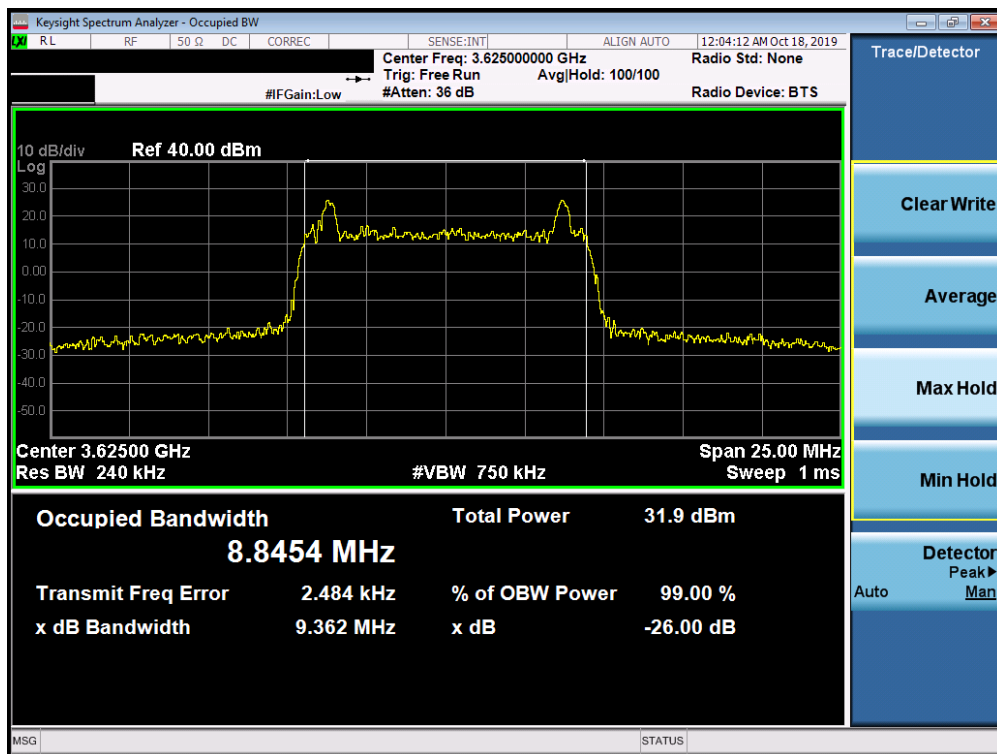 Keysight Spectrum Analyzer - Occupied BW
LXI RL RF 50 Ω DC CORREC SENSE:INT ALIGN AUTO 12:04:12 AM Oct 18, 2019
Center Freq: 3.625000000 GHz Radio Std: None
Trig: Free Run Avg|Hold: 100/100
#IFGain:Low #Atten: 36 dB Radio Device: BTS
10 dB/div Ref 40.00 dBm
Log
30.0
20.0
10.0
0.00
-10.0
-20.0
-30.0
-40.0
-50.0
Center 3.62500 GHz Span 25.00 MHz
Res BW 240 kHz #VBW 750 kHz Sweep 1 ms
Occupied Bandwidth Total Power 31.9 dBm
8.8454 MHz
Transmit Freq Error 2.484 kHz % of OBW Power 99.00 %
x dB Bandwidth 9.362 MHz x dB -26.00 dB
MSG STATUS
Trace/Detector
Clear Write
Average
Max Hold
Min Hold
Detector
Peak▶
Auto Man